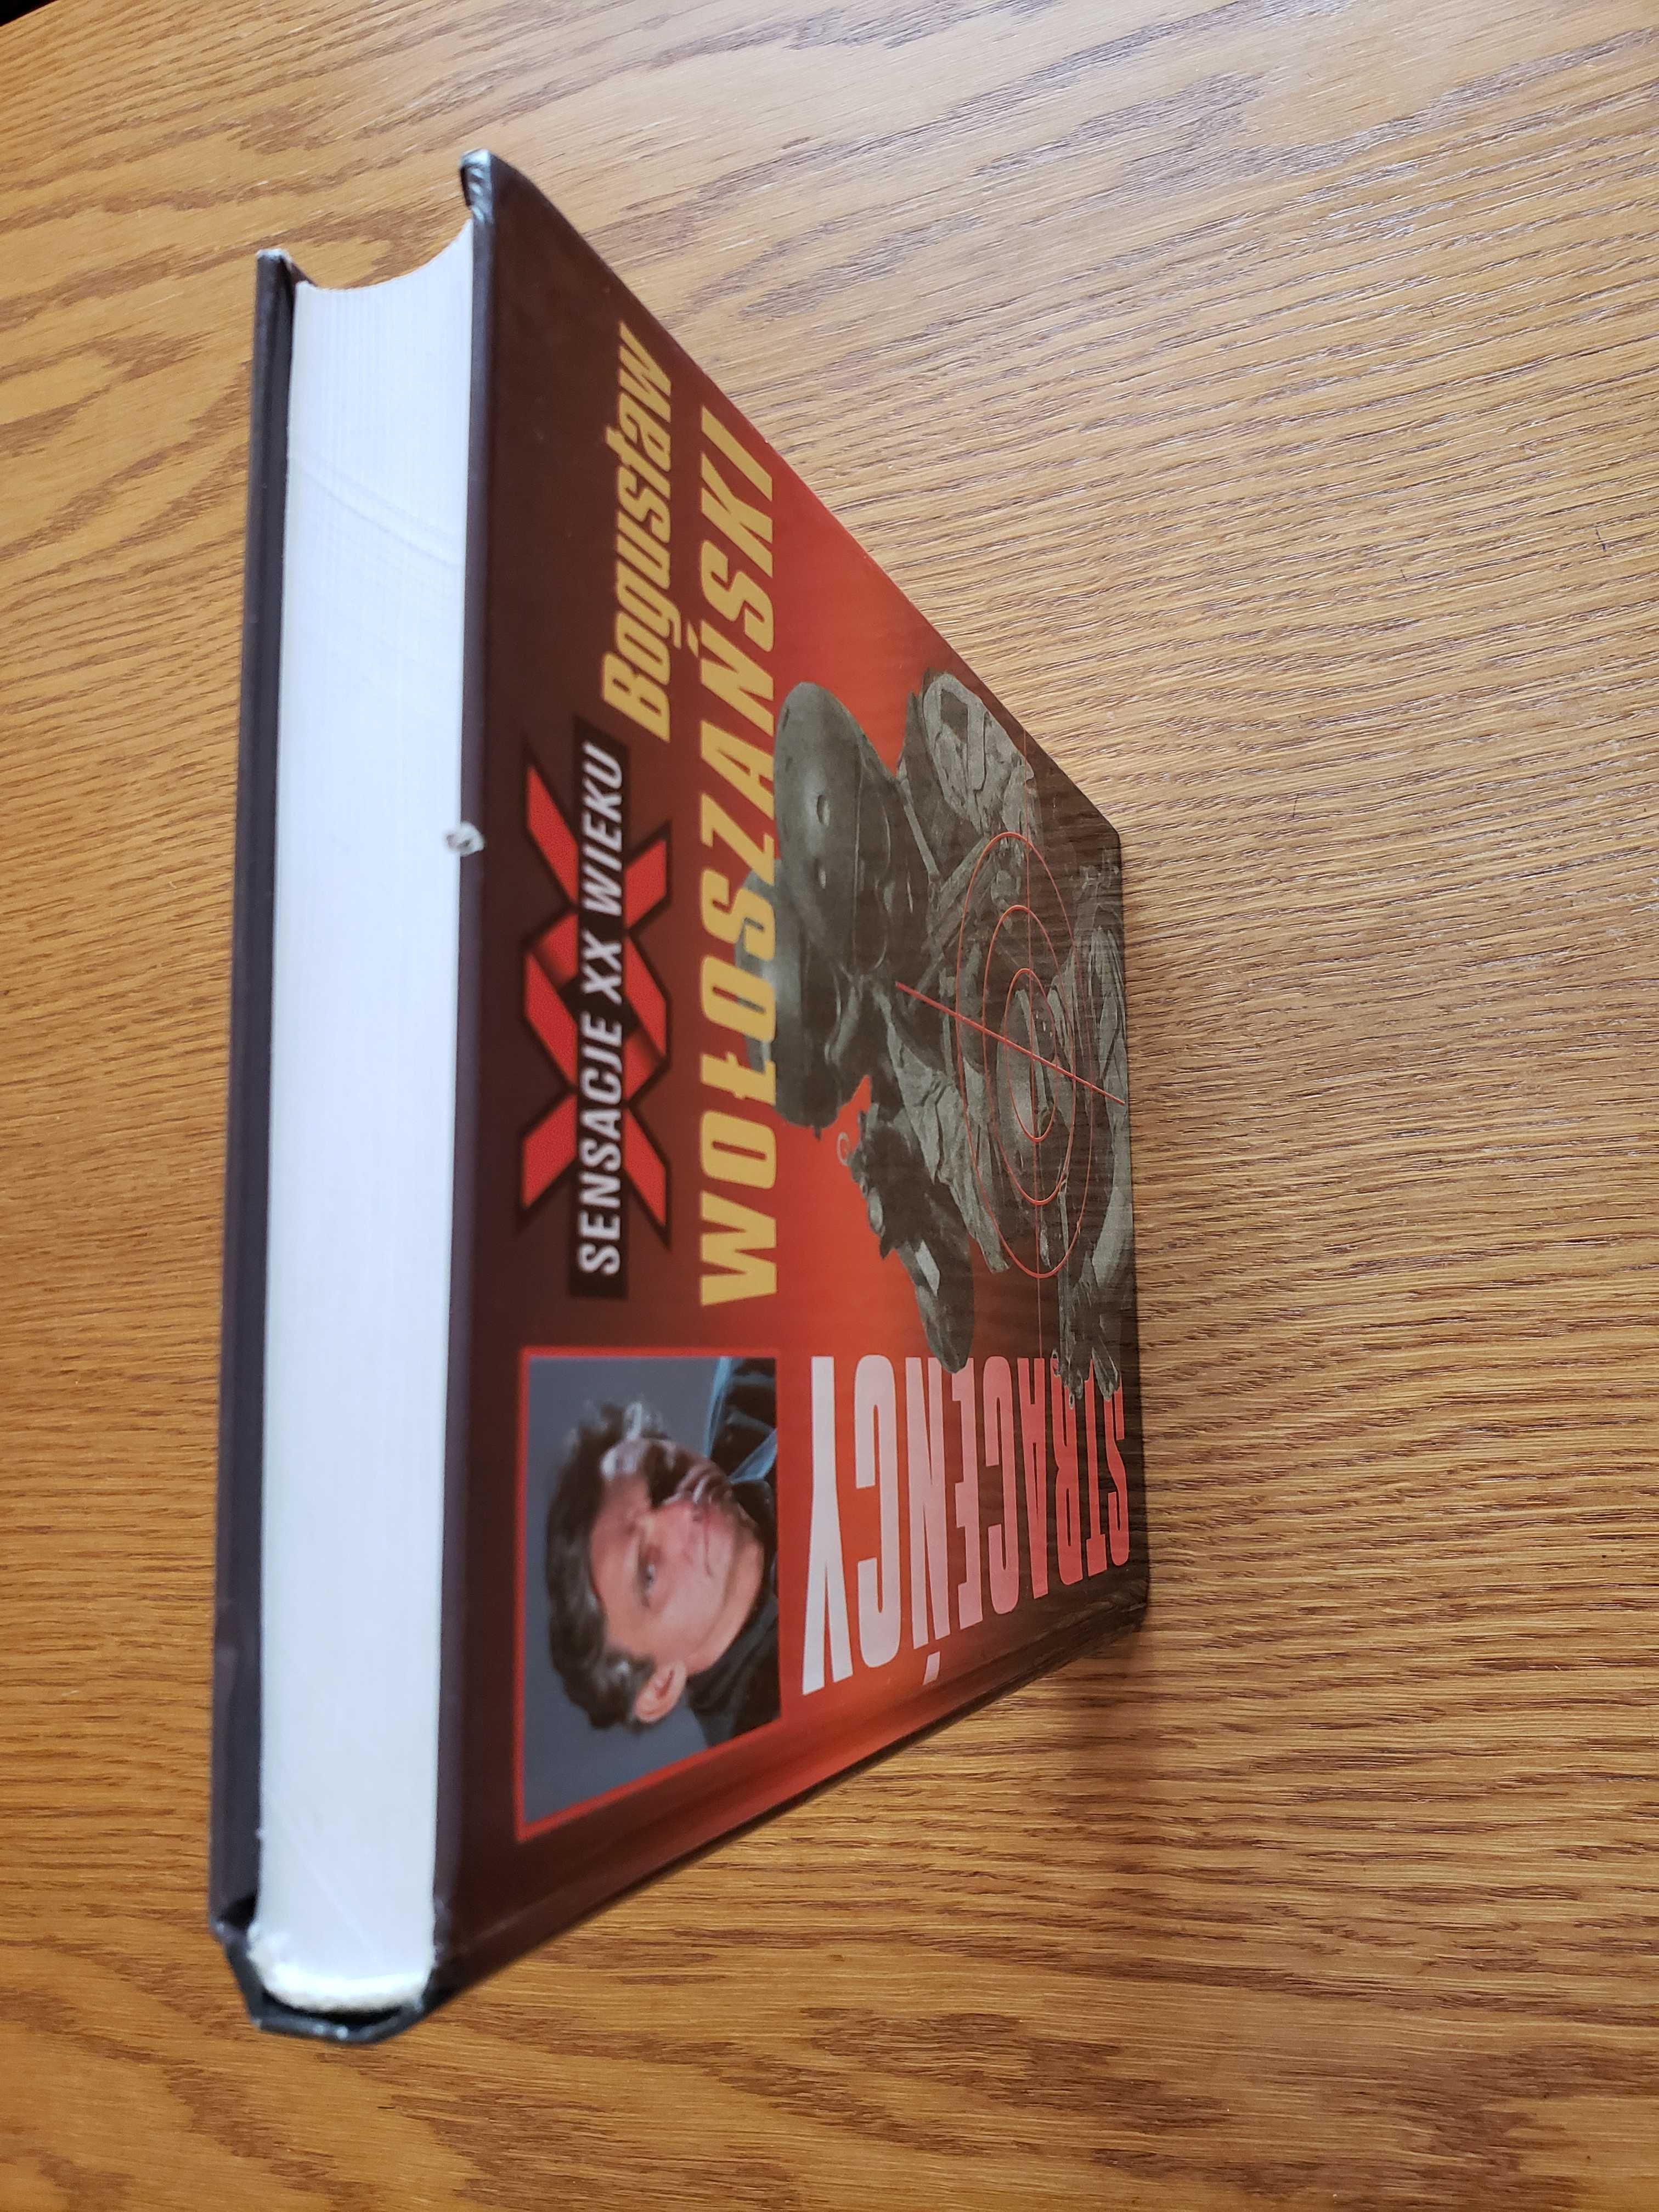 SENSACJE XX WIEKU
Bogusław
WOŁOSZAŃSKI
STRACEŃCY